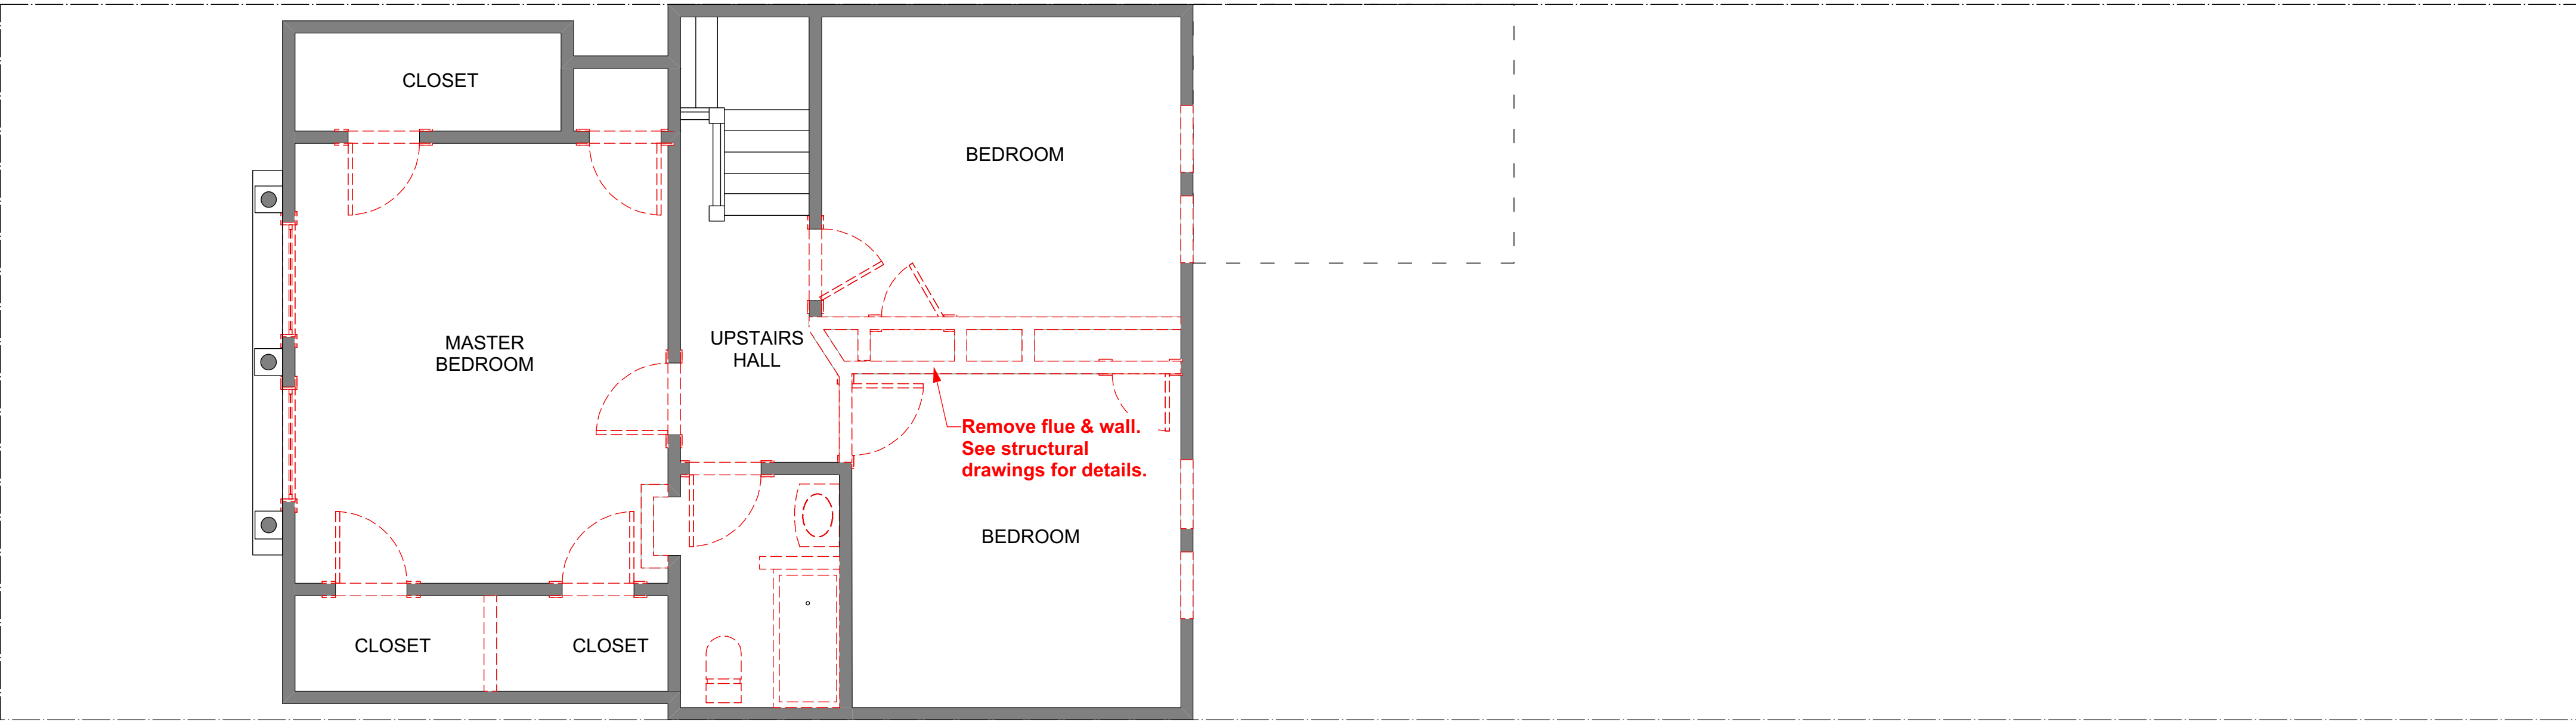 CLOSET
BEDROOM
MASTER
BEDROOM
UPSTAIRS
HALL
Remove flue & wall.
See structural
drawings for details.
BEDROOM
CLOSET
CLOSET